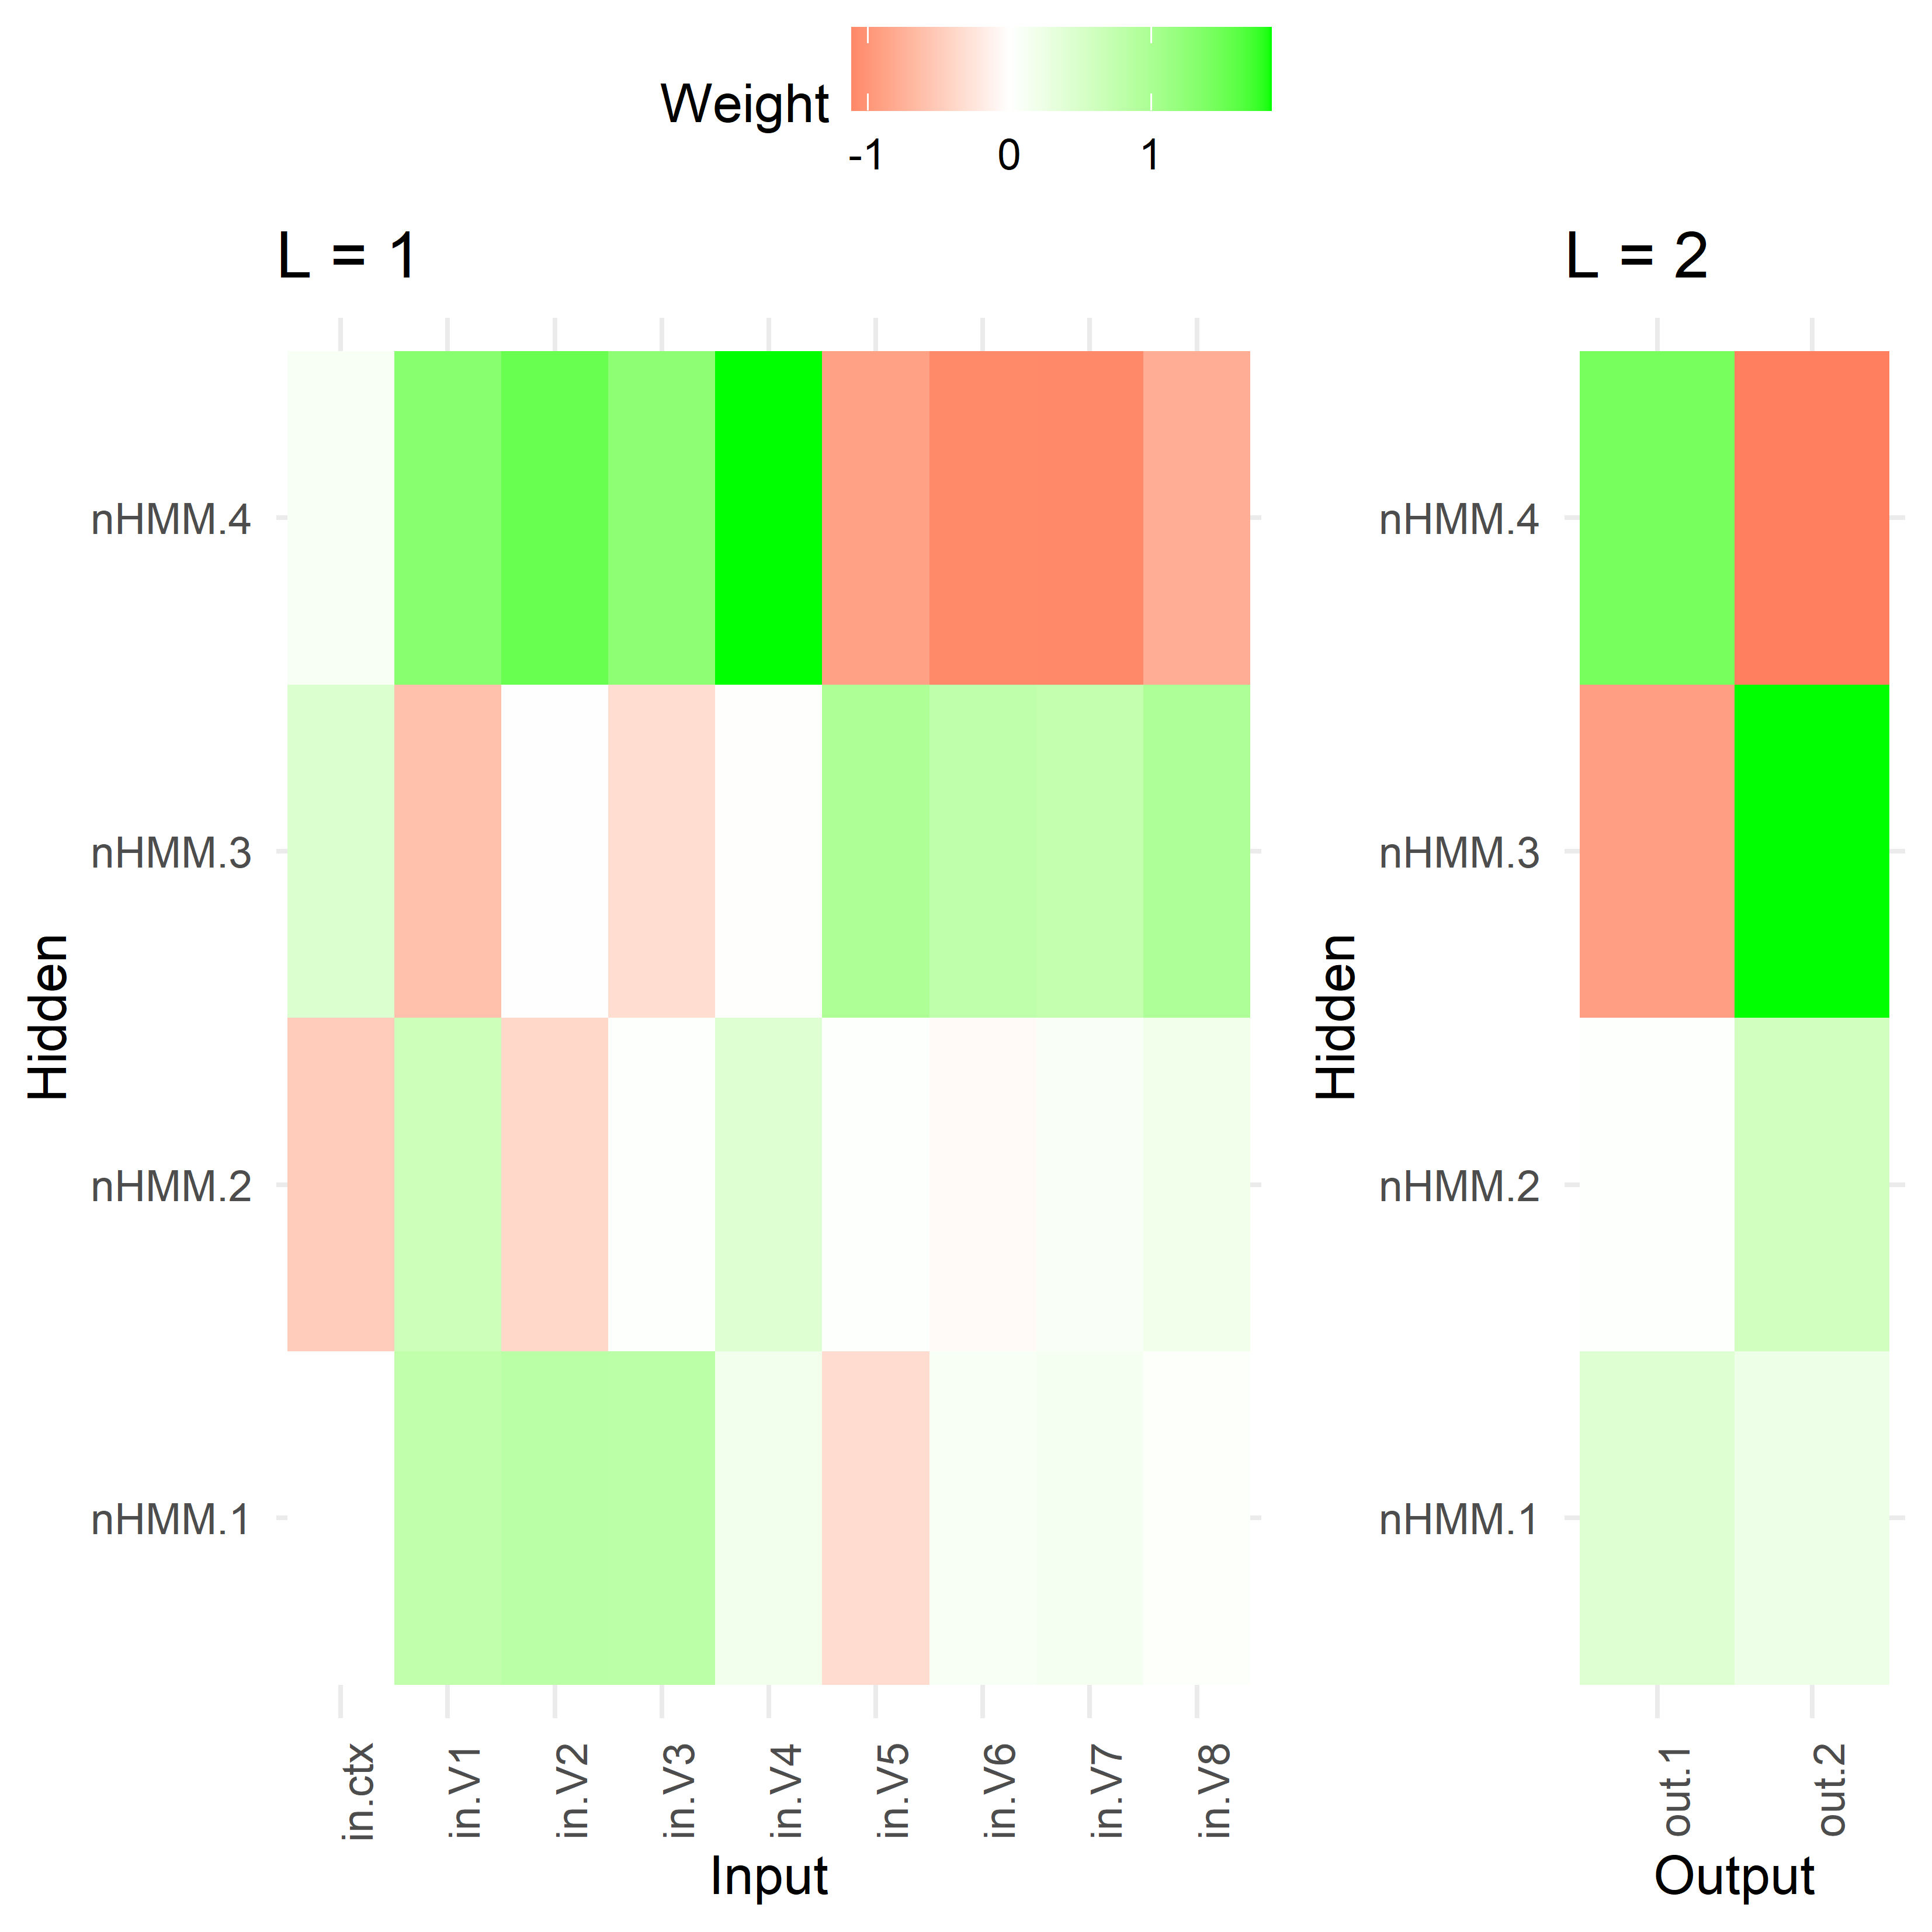 Weight
-1 0 1
L = 1
L = 2
Hidden
nHMM.4
nHMM.3
nHMM.2
nHMM.1
in.ctx
in.V1
in.V2
in.V3
in.V4
in.V5
in.V6
in.V7
in.V8
Input
Hidden
nHMM.4
nHMM.3
nHMM.2
nHMM.1
out.1
out.2
Output